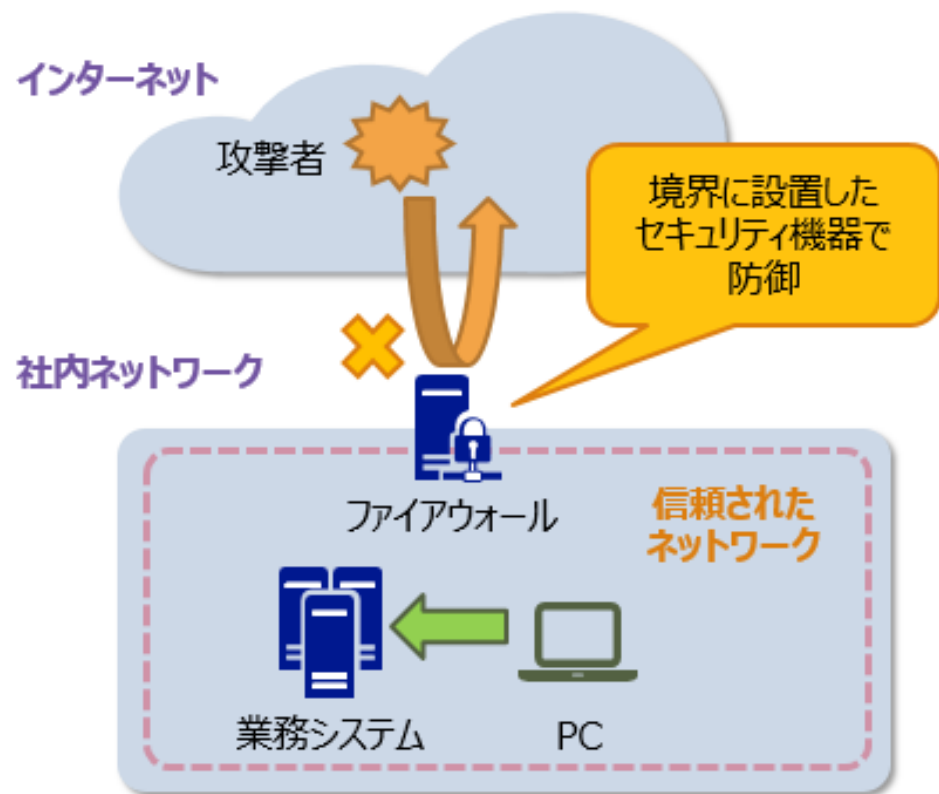 インターネット
攻撃者
境界に設置した
セキュリティ機器で
防御
社内ネットワーク
ファイアウォール
信頼された
ネットワーク
業務システム
PC